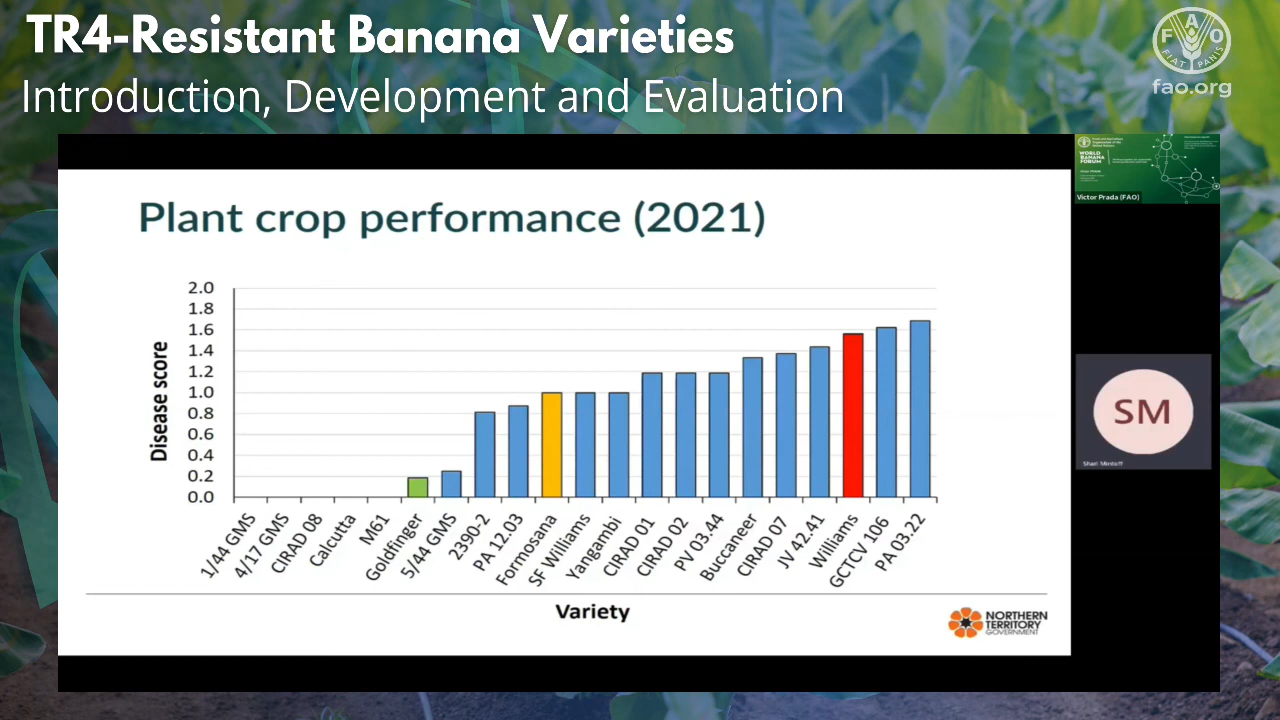 TR4-Resistant Banana Varieties
Introduction, Development and Evaluation
FAO
FIAT PANIS
fao.org
WORLD
BANANA
FORUM
Victor Prada (FAO)
Plant crop performance (2021)
Disease score
2.0
1.8
1.6
1.4
1.2
1.0
0.8
0.6
0.4
0.2
0.0
1/44 GMS
4/17 GMS
CIRAD 08
Calcutta
M61
Goldfinger
5/44 GMS
2390-2
PA 12.03
Formosana
SF Williams
Yangambi
CIRAD 01
CIRAD 02
PV 03.44
Buccaneer
CIRAD 07
JV 42.41
Williams
GCTCV 106
PA 03.22
Variety
NORTHERN
TERRITORY
GOVERNMENT
SM
Shari Mintoff